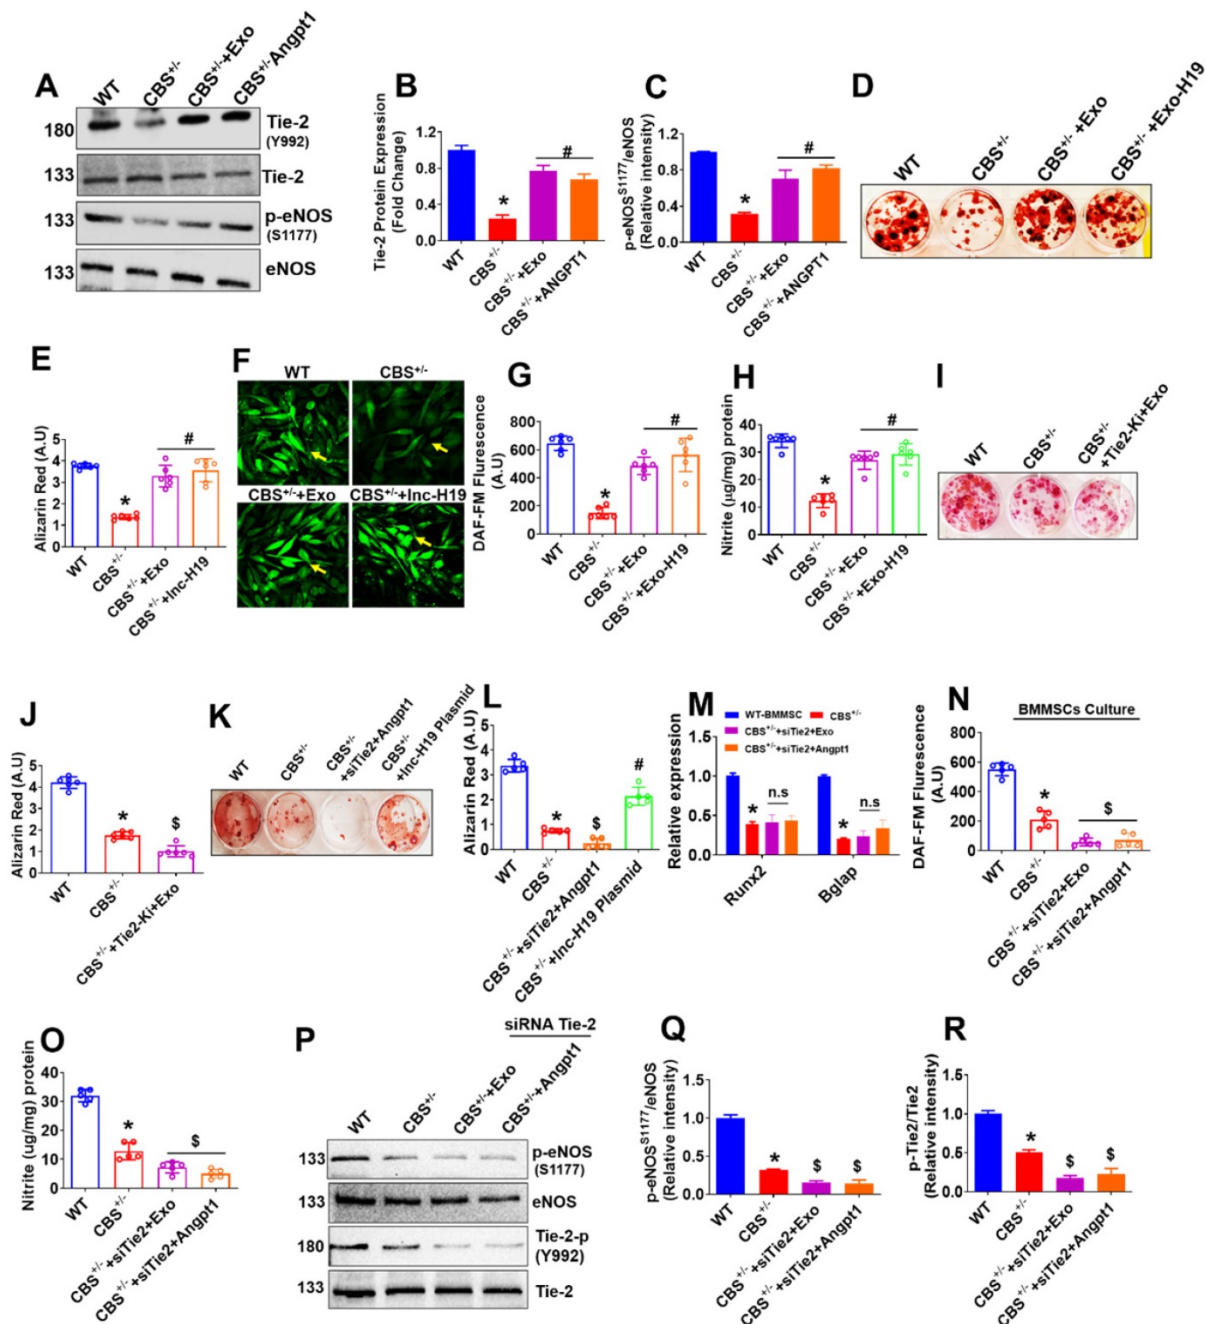 A
WT
CBS+/-
CBS+/-+Exo
CBS+/-Angpt1
180
Tie-2
(Y992)
133
Tie-2
133
p-eNOS
(S1177)
133
eNOS
B
Tie-2 Protein Expression
(Fold Change)
1.2
0.8
0.4
0.0
*
#
WT
CBS+/-
CBS+/-+Exo
CBS+/-+ANGPT1
C
p-eNOSS1177/eNOS
(Relative intensity)
1.2
0.8
0.4
0.0
*
#
WT
CBS+/-
CBS+/-+Exo
CBS+/-+ANGPT1
D
WT
CBS+/-
CBS+/-+Exo
CBS+/-+Exo-H19
E
Alizarin Red (A.U)
5
4
3
2
1
0
*
#
WT
CBS+/-
CBS+/-+Exo
CBS+/-+lnc-H19
F
WT
CBS+/-
CBS+/-+Exo
CBS+/-+lnc-H19
G
DAF-FM Flurescence
(A.U)
800
600
400
200
0
*
#
WT
CBS+/-
CBS+/-+Exo
CBS+/-+Exo-H19
H
Nitrite (µg/mg) protein
40
30
20
10
0
*
#
WT
CBS+/-
CBS+/-+Exo
CBS+/-+Exo-H19
I
WT
CBS+/-
CBS+/-
+Tie2-Ki+Exo
J
Alizarin Red (A.U)
5
4
3
2
1
0
*
$
WT
CBS+/-
CBS+/-+Tie2-Ki+Exo
K
WT
CBS+/-
CBS+/-
+siTie2+Angpt1
CBS+/-
+lnc-H19 Plasmid
L
Alizarin Red (A.U)
5
4
3
2
1
0
*
$
#
WT
CBS+/-
CBS+/-+siTie2+Angpt1
CBS+/-+lnc-H19 Plasmid
M
WT-BMMSC
CBS+/-
CBS+/-+siTie2+Exo
CBS+/-+siTie2+Angpt1
Relative expression
1.5
1.0
0.5
0.0
*
n.s
*
n.s
Runx2
Bglap
N
BMMSCs Culture
DAF-FM Flurescence
(A.U)
800
600
400
200
0
*
$
WT
CBS+/-
CBS+/-+siTie2+Exo
CBS+/-+siTie2+Angpt1
O
Nitrite (ug/mg) protein
40
30
20
10
0
*
$
WT
CBS+/-
CBS+/-+siTie2+Exo
CBS+/-+siTie2+Angpt1
P
siRNA Tie-2
WT
CBS+/-
CBS+/-+Exo
CBS+/-+Angpt1
133
p-eNOS
(S1177)
133
eNOS
180
Tie-2-p
(Y992)
133
Tie-2
Q
p-eNOSS1177/eNOS
(Relative intensity)
1.5
1.0
0.5
0.0
*
$
$
WT
CBS+/-
CBS+/-+siTie2+Exo
CBS+/-+siTie2+Angpt1
R
p-Tie2/Tie2
(Relative intensity)
1.5
1.0
0.5
0.0
*
$
$
WT
CBS+/-
CBS+/-+siTie2+Exo
CBS+/-+siTie2+Angpt1